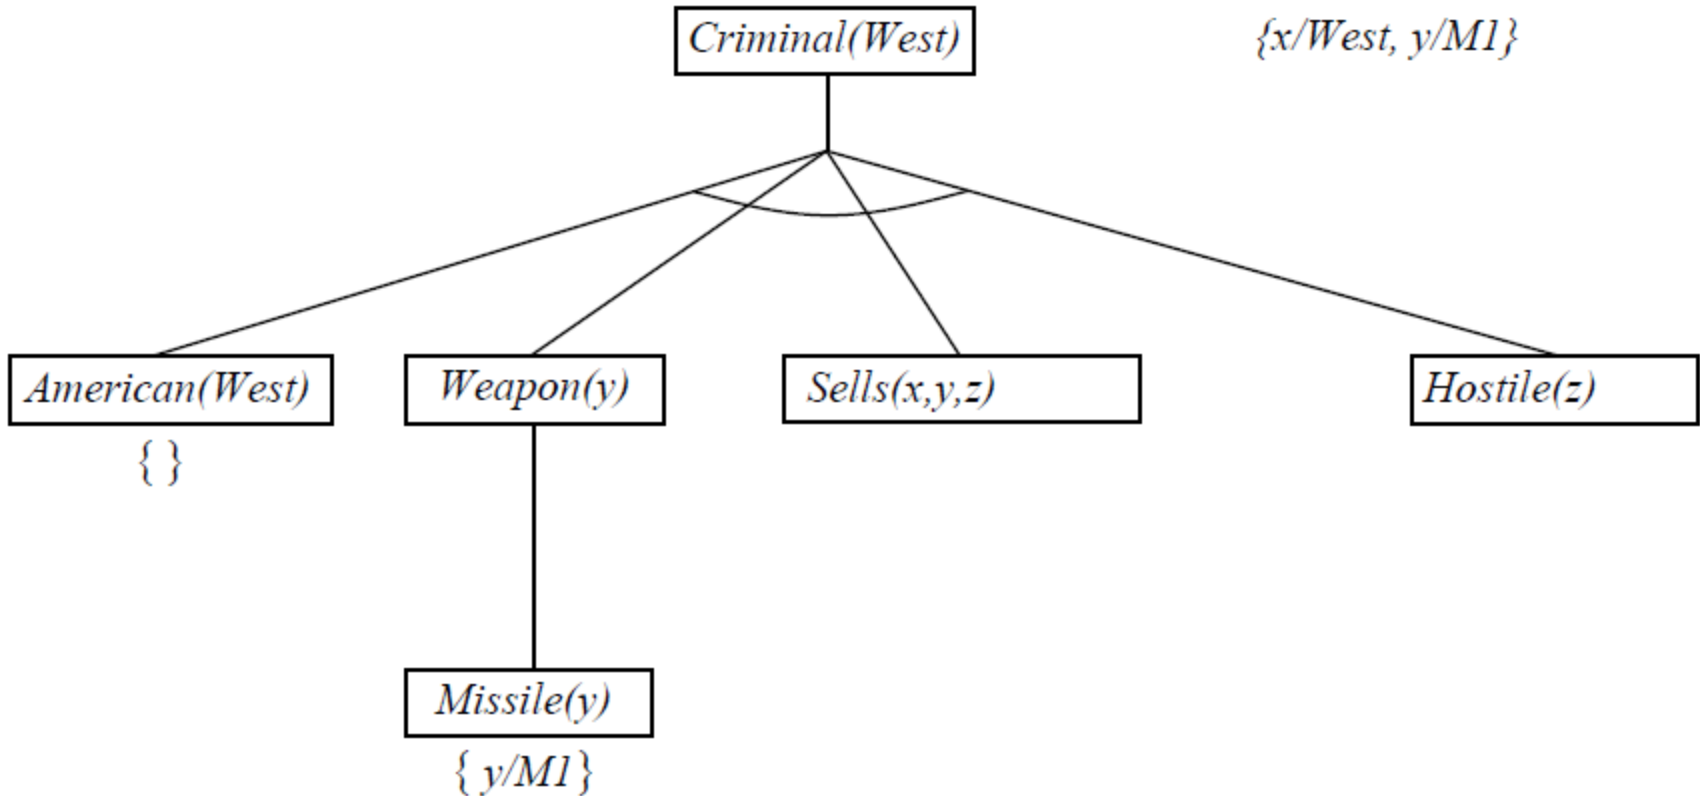 Criminal(West)
{x/West, y/M1}
American(West)
Weapon(y)
Sells(x,y,z)
Hostile(z)
{ }
Missile(y)
{ y/M1}